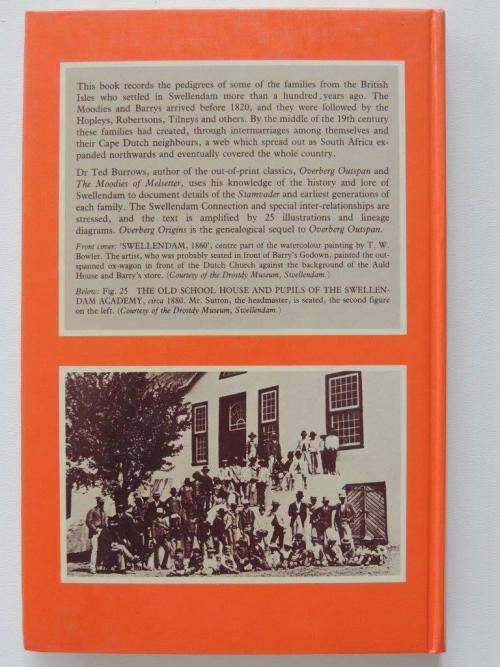 This book records the pedigrees of some of the families from the British
Isles who settled in Swellendam more than a hundred years ago. The
Moodies and Barrys arrived before 1820, and they were followed by the
Hopleys, Robertsons, Tilneys and others. By the middle of the 19th century
these families had created, through intermarriages among themselves and
their Cape Dutch neighbours, a web which spread out as South Africa ex-
panded northwards and eventually covered the whole country.
Dr Ted Burrows, author of the out-of-print classics, Overberg Outspan and
The Moodies of Melsetter, uses his knowledge of the history and lore of
Swellendam to document details of the Stamvader and earliest generations of
each family. The Swellendam Connection and special inter-relationships are
stressed, and the text is amplified by 25 illustrations and lineage
diagrams. Overberg Origins is the genealogical sequel to Overberg Outspan.
Front cover: 'SWELLENDAM, 1860', centre part of the watercolour painting by T. W.
Bowler. The artist, who was probably seated in front of Barry's Godown, painted the out-
spanned ox-wagon in front of the Dutch Church against the background of the Auld
House and Barry's store. (Courtesy of the Drostdy Museum, Swellendam.)
Below: Fig. 25 THE OLD SCHOOL HOUSE AND PUPILS OF THE SWELLEN-
DAM ACADEMY, circa 1880. Mr. Sutton, the headmaster, is seated, the second figure
on the left. (Courtesy of the Drostdy Museum, Swellendam.)